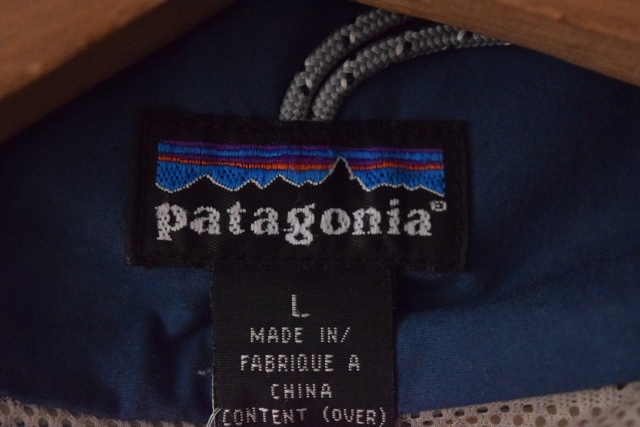 patagonia®
L
MADE IN/
FABRIQUE A
CHINA
CONTENT (OVER)